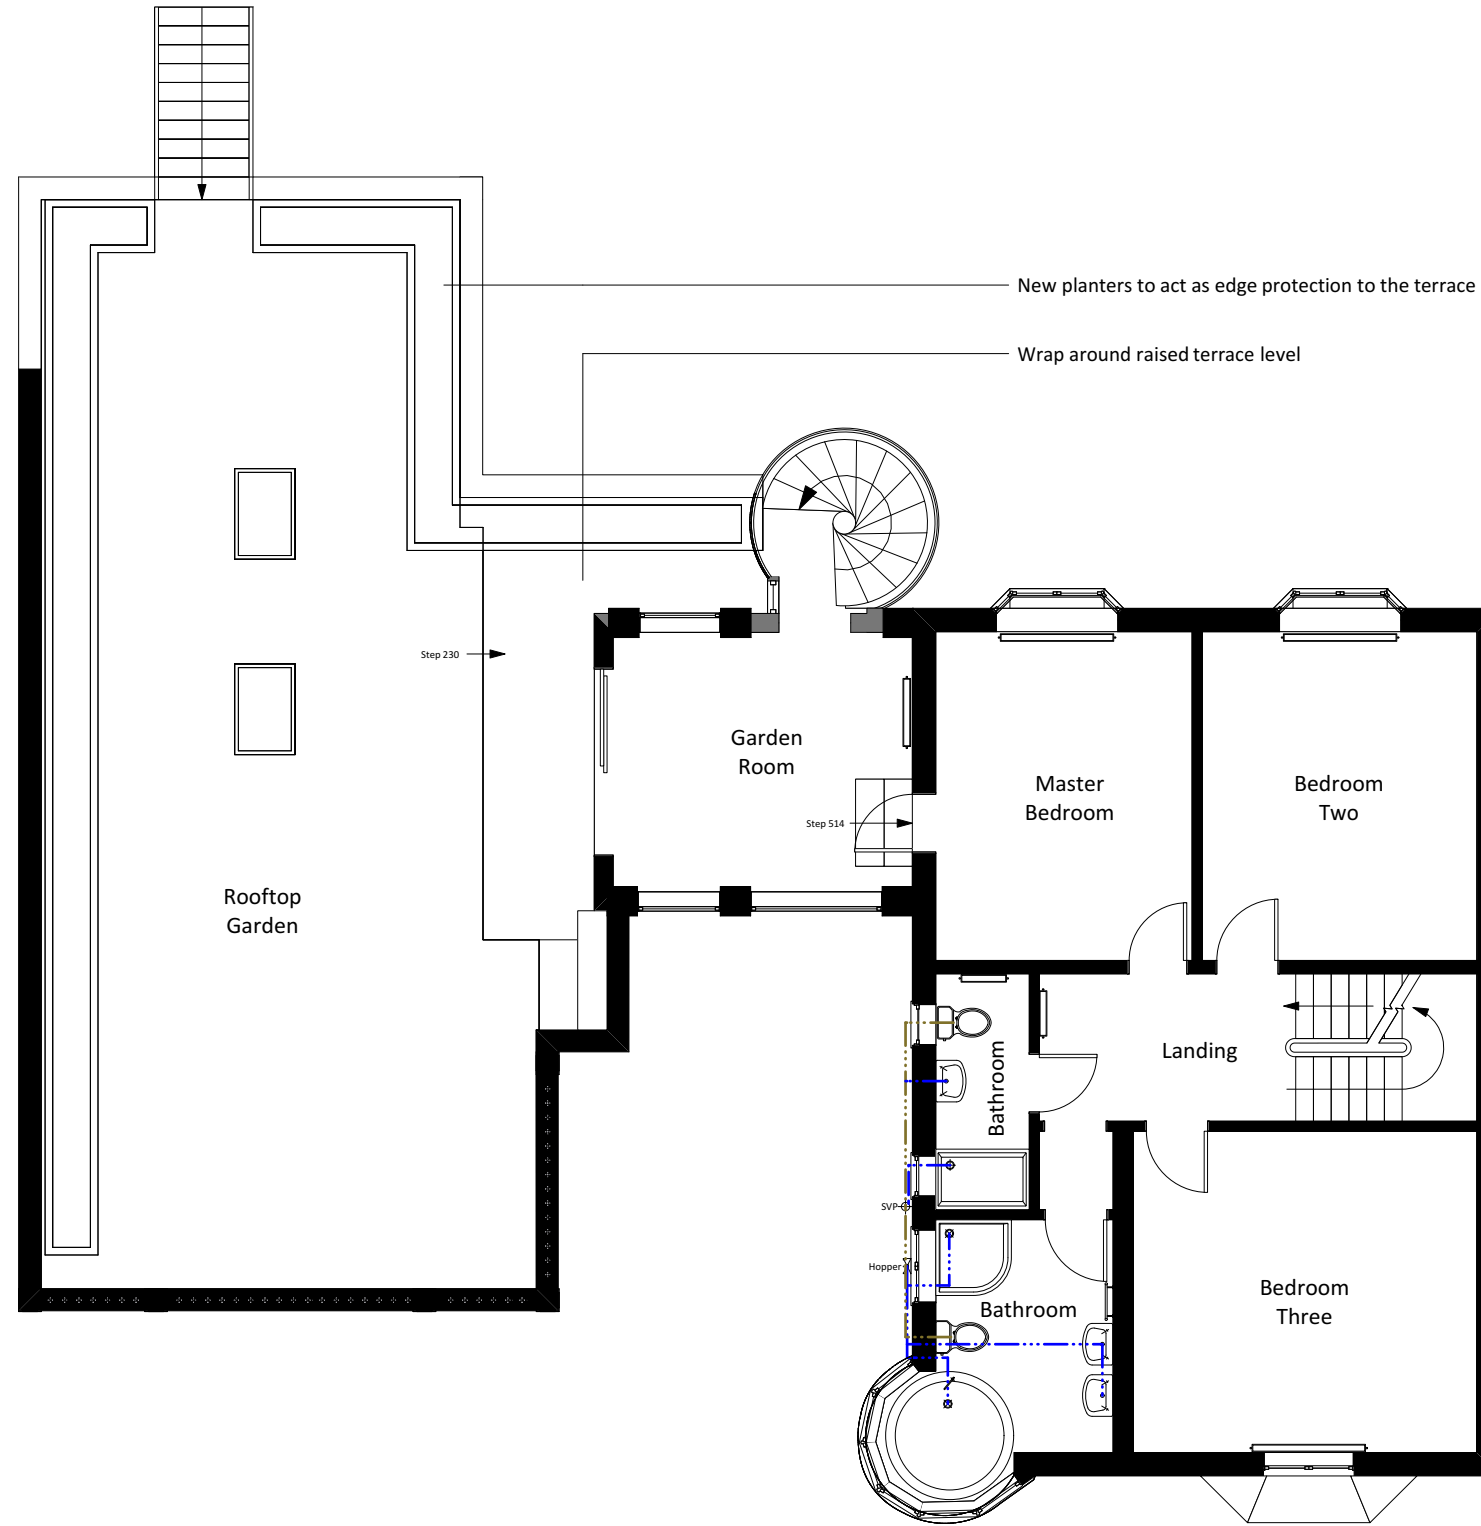 New planters to act as edge protection to the terrace
Wrap around raised terrace level
Step 230
Garden
Room
Master
Bedroom
Bedroom
Two
Step 514
Rooftop
Garden
Bathroom
Landing
SVP
Hopper
Bathroom
Bedroom
Three